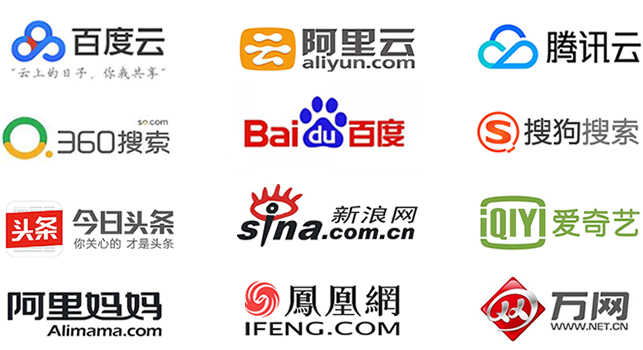 百度云
"云上的日子，你我共享"
阿里云
aliyun.com
腾讯云
so.com
360搜索
Bai du 百度
S 搜狗搜索
头条 今日头条
你关心的 才是头条
新浪网
sina.com.cn
iQIYI 爱奇艺
阿里妈妈
Alimama.com
鳳凰網
IFENG.COM
万网
WWW.NET.CN